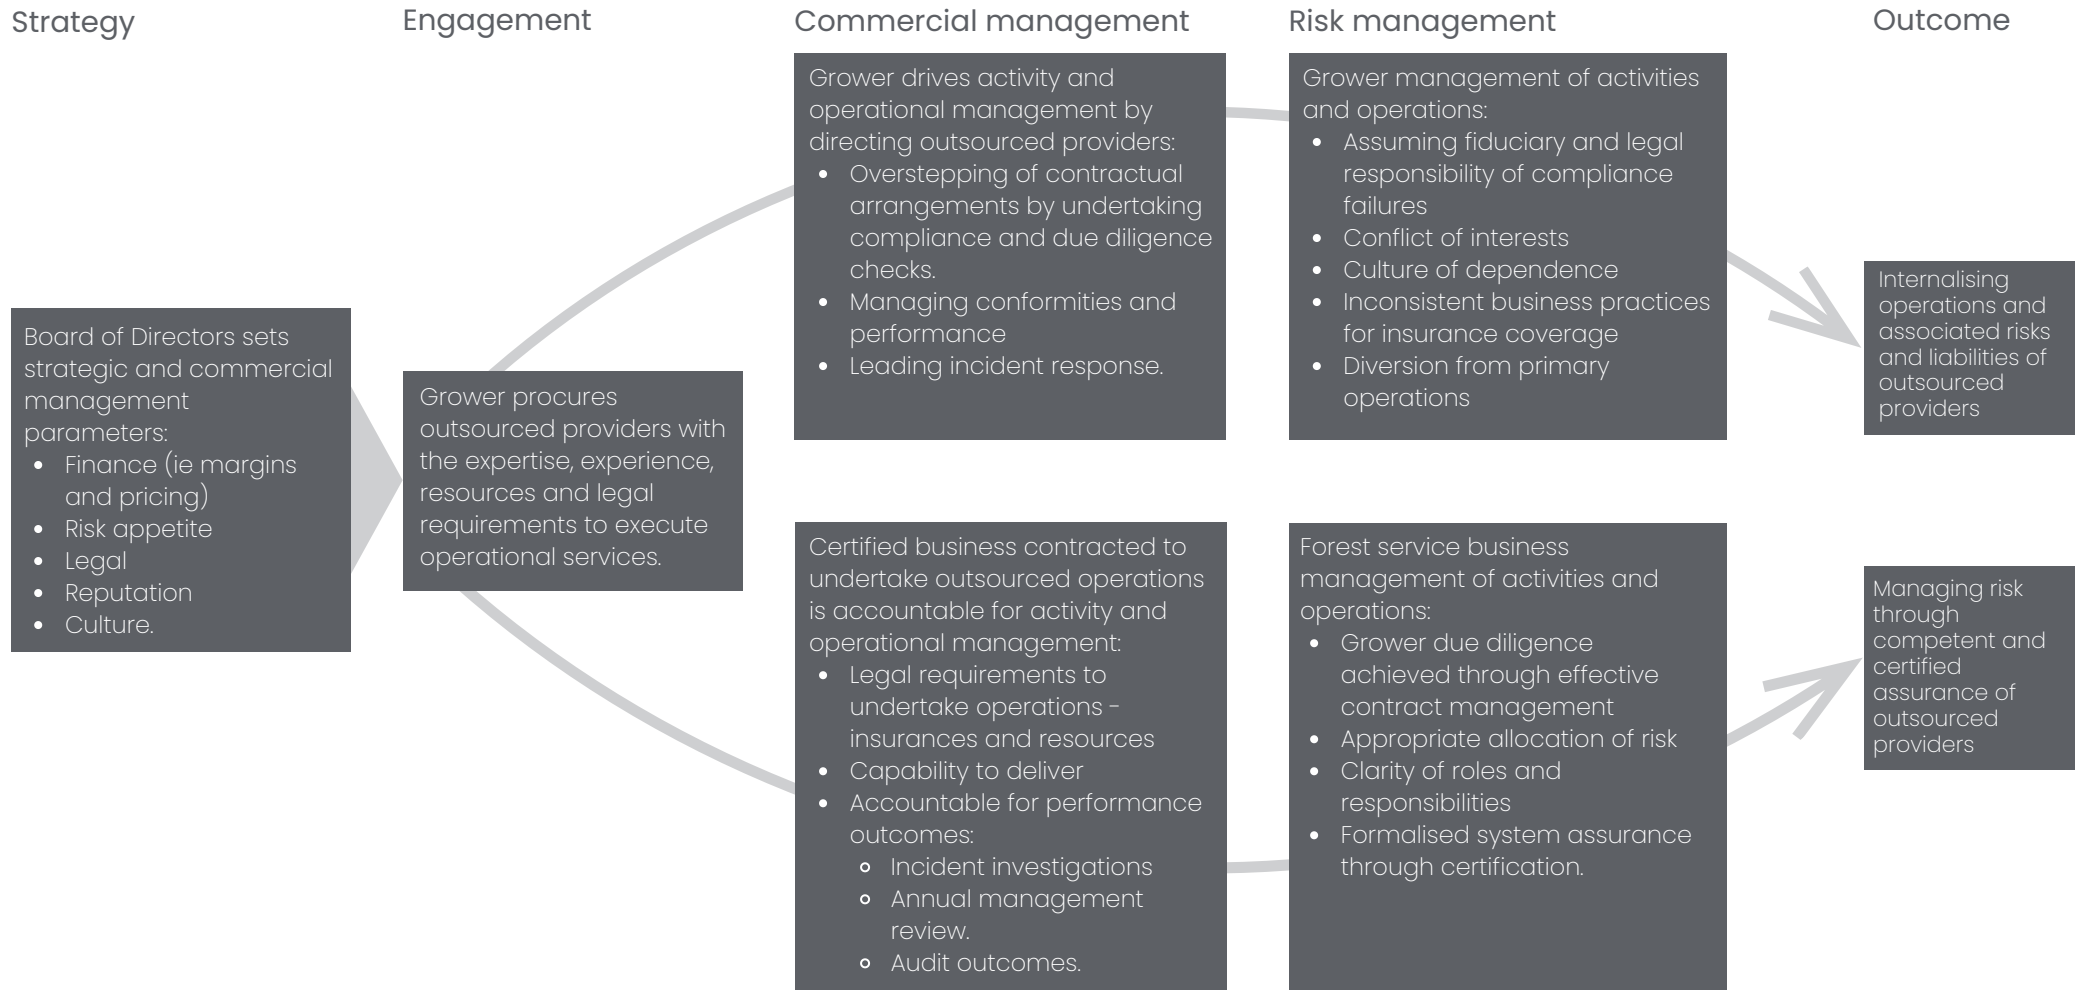 Strategy
Engagement
Commercial management
Risk management
Outcome
Board of Directors sets
strategic and commercial
management
parameters:
• Finance (ie margins
and pricing)
• Risk appetite
• Legal
• Reputation
• Culture.
Grower procures
outsourced providers with
the expertise, experience,
resources and legal
requirements to execute
operational services.
Grower drives activity and
operational management by
directing outsourced providers:
• Overstepping of contractual
arrangements by undertaking
compliance and due diligence
checks.
• Managing conformities and
performance
• Leading incident response.
Grower management of activities
and operations:
• Assuming fiduciary and legal
responsibility of compliance
failures
• Conflict of interests
• Culture of dependence
• Inconsistent business practices
for insurance coverage
• Diversion from primary
operations
Internalising
operations and
associated risks
and liabilities of
outsourced
providers
Certified business contracted to
undertake outsourced operations
is accountable for activity and
operational management:
• Legal requirements to
undertake operations -
insurances and resources
• Capability to deliver
• Accountable for performance
outcomes:
○ Incident investigations
○ Annual management
review.
○ Audit outcomes.
Forest service business
management of activities and
operations:
• Grower due diligence
achieved through effective
contract management
• Appropriate allocation of risk
• Clarity of roles and
responsibilities
• Formalised system assurance
through certification.
Managing risk
through
competent and
certified
assurance of
outsourced
providers